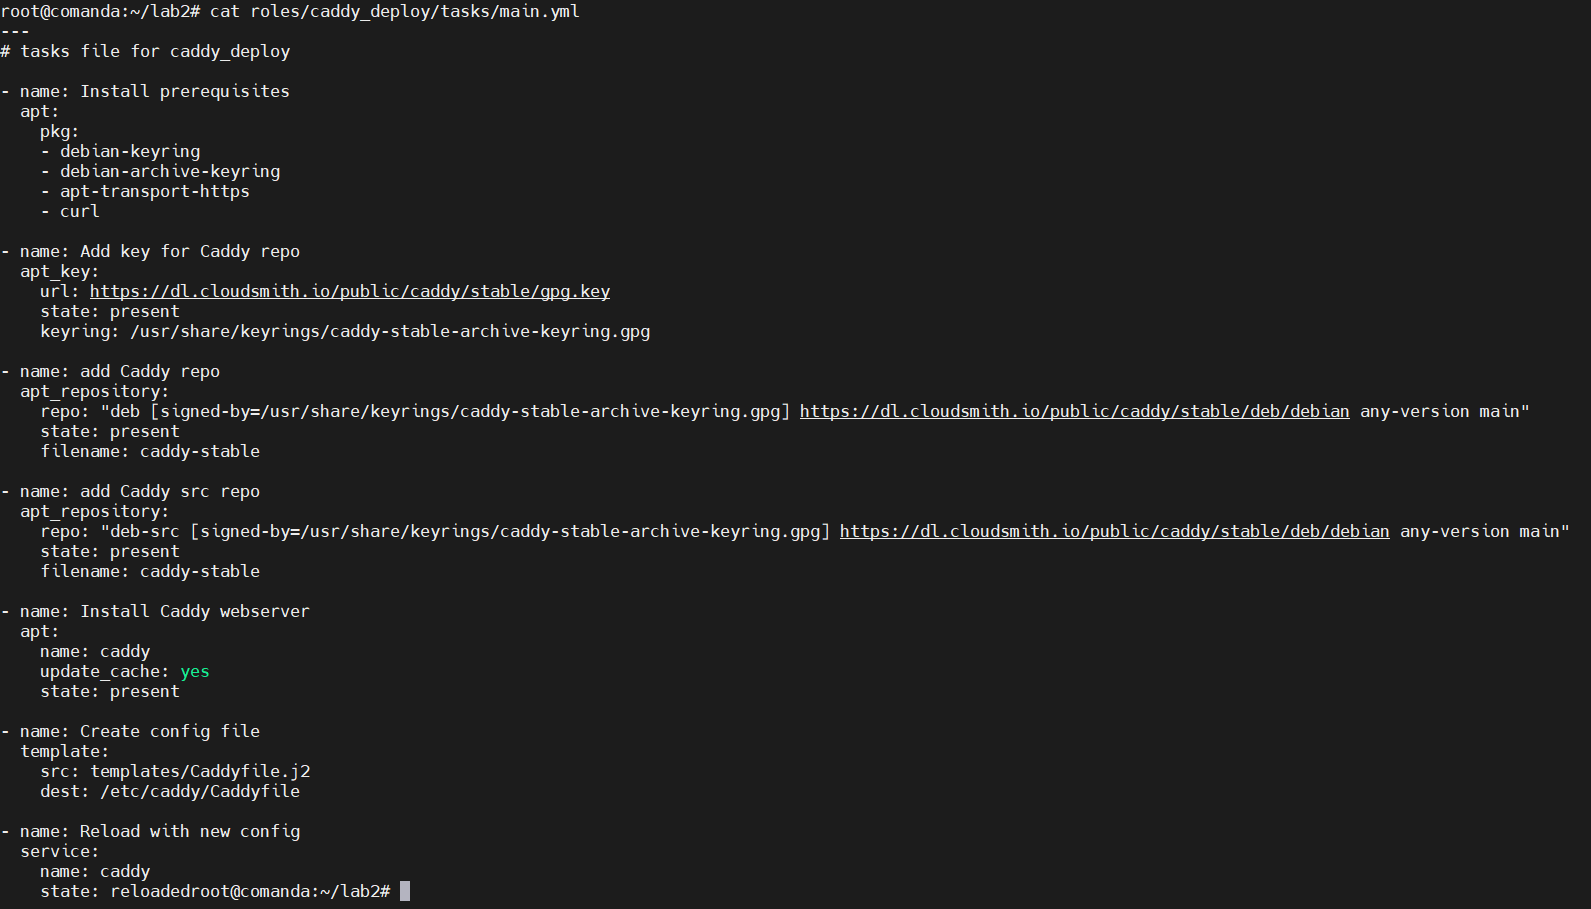 root@comanda:~/lab2# cat roles/caddy_deploy/tasks/main.yml
---
# tasks file for caddy_deploy

- name: Install prerequisites
  apt:
    pkg:
    - debian-keyring
    - debian-archive-keyring
    - apt-transport-https
    - curl

- name: Add key for Caddy repo
  apt_key:
    url: https://dl.cloudsmith.io/public/caddy/stable/gpg.key
    state: present
    keyring: /usr/share/keyrings/caddy-stable-archive-keyring.gpg

- name: add Caddy repo
  apt_repository:
    repo: "deb [signed-by=/usr/share/keyrings/caddy-stable-archive-keyring.gpg] https://dl.cloudsmith.io/public/caddy/stable/deb/debian any-version main"
    state: present
    filename: caddy-stable

- name: add Caddy src repo
  apt_repository:
    repo: "deb-src [signed-by=/usr/share/keyrings/caddy-stable-archive-keyring.gpg] https://dl.cloudsmith.io/public/caddy/stable/deb/debian any-version main"
    state: present
    filename: caddy-stable

- name: Install Caddy webserver
  apt:
    name: caddy
    update_cache: yes
    state: present

- name: Create config file
  template:
    src: templates/Caddyfile.j2
    dest: /etc/caddy/Caddyfile

- name: Reload with new config
  service:
    name: caddy
    state: reloadedroot@comanda:~/lab2#